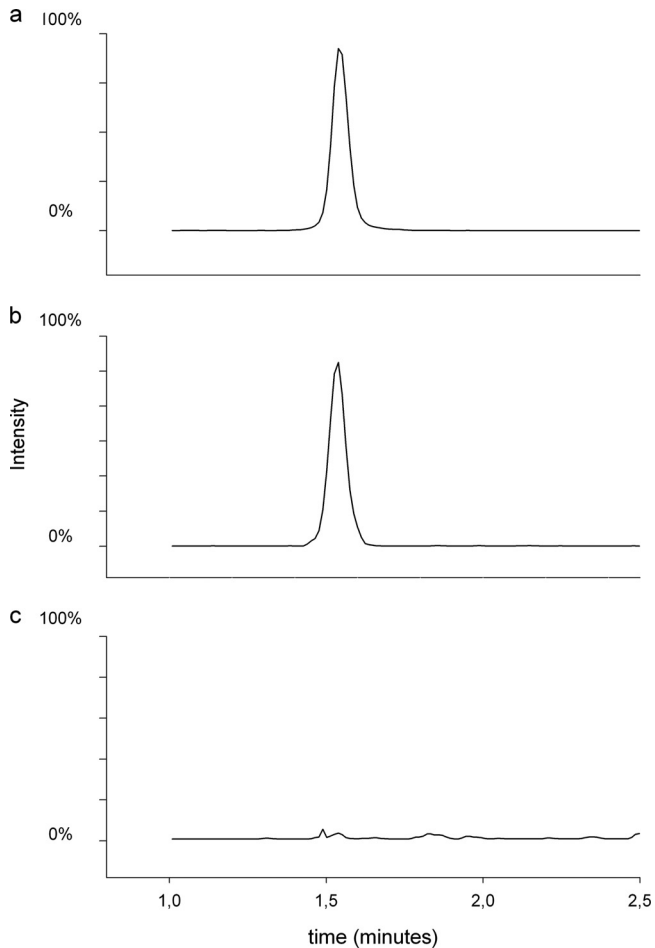 a 100%
0%
b 100%
Intensity
0%
c 100%
0%
1,0 1,5 2,0 2,5
time (minutes)